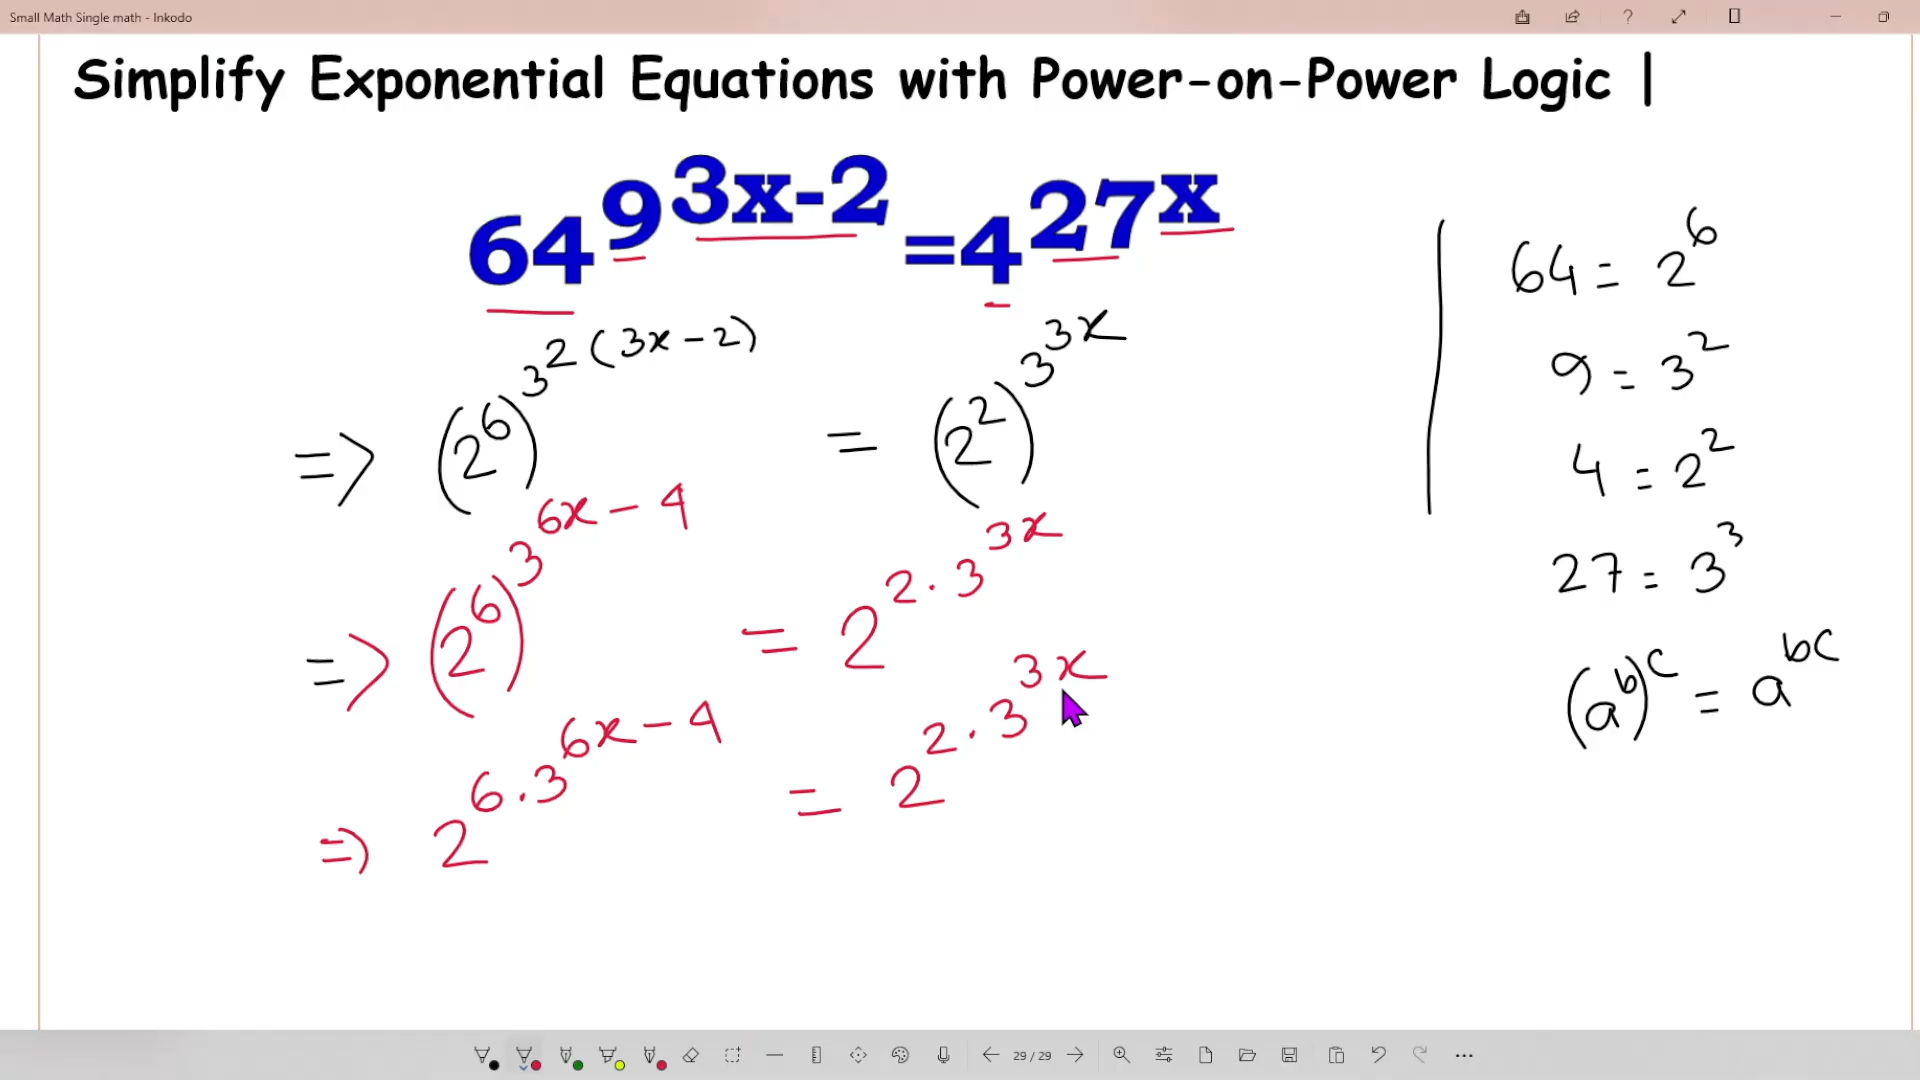 Small Math Single math - Inkodo
Simplify Exponential Equations with Power-on-Power Logic |
64^9^(3x-2) = 4^27^x
=> (2^6)^3^2(3x-2) = (2^2)^3^3x
=> (2^6)^3^(6x-4) = 2^(2·3^3x)
=> 2^(6·3^(6x-4)) = 2^(2·3^3x)
64 = 2^6
9 = 3^2
4 = 2^2
27 = 3^3
(a^b)^c = a^bc
29 / 29